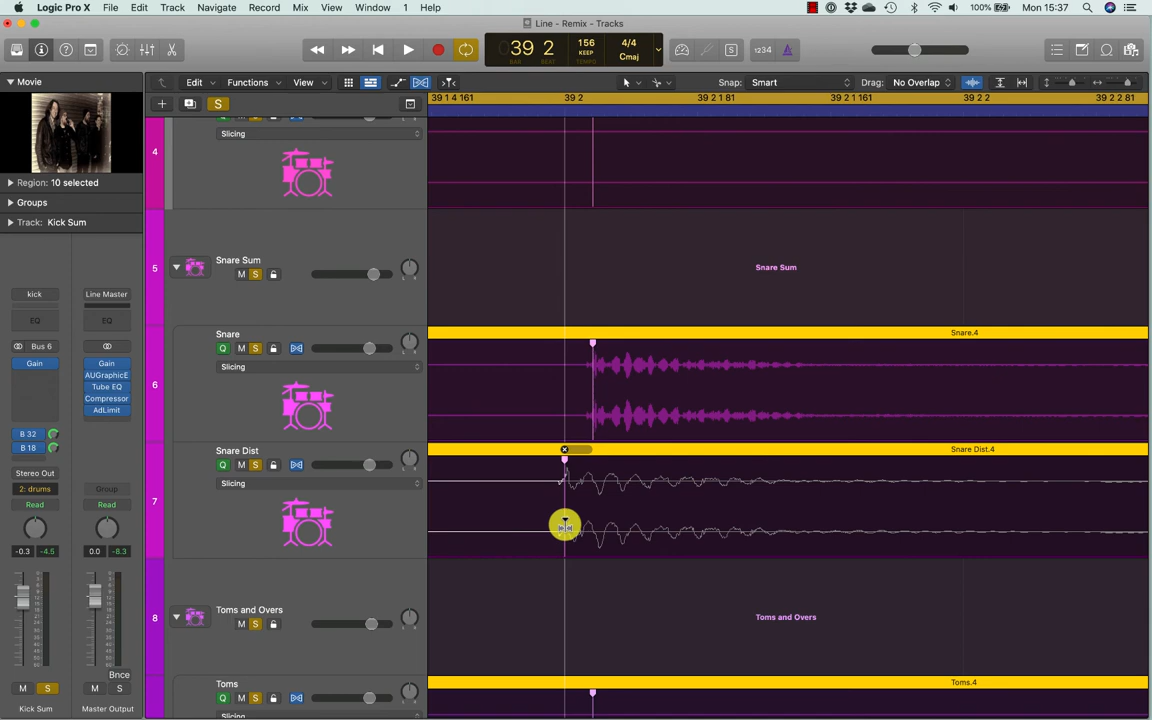 Logic Pro X File Edit Track Navigate Record Mix View Window 1 Help 100% Mon 15:37
Line - Remix - Tracks
39 2 156 4/4
KEEP Cmaj
BAR BEAT TEMPO
1234
Movie
Edit Functions View Snap: Smart Drag: No Overlap
S
39 1 4 161 39 2 39 2 1 81 39 2 1 161 39 2 2 39 2 2 81
4
Slicing
Region: 10 selected
Groups
Track: Kick Sum
5
Snare Sum
M S
Snare Sum
kick Line Master
EQ EQ
Bus 6
Gain Gain
AUGraphicE
Tube EQ
Compressor
AdLimit
B 32
B 18
Stereo Out
2: drums Group
Read Read
-0.3 -4.5 0.0 -8.3
Bnce
M S M S
Kick Sum Master Output
6
Snare
Q M S
Slicing
Snare.4
7
Snare Dist
Q M S
Slicing
Snare Dist.4
8
Toms and Overs
M S
Toms and Overs
Toms
Q M S
Slicing
Toms.4